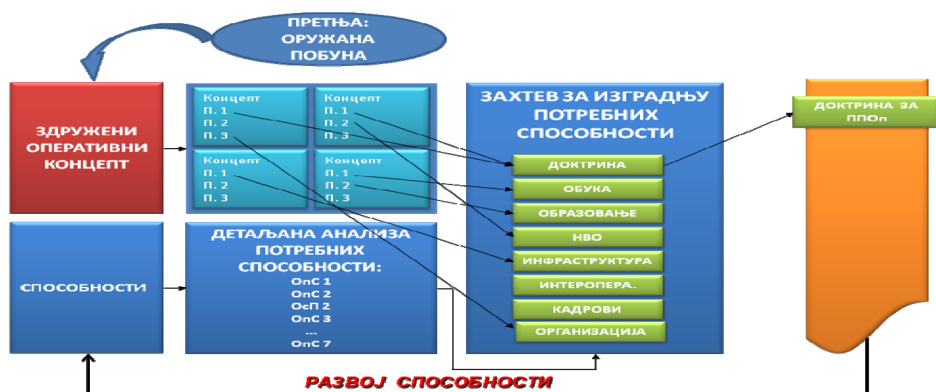 ПРЕТЊА:
ОРУЖАНА
ПОБУНА
ЗДРУЖЕНИ
ОПЕРАТИВНИ
КОНЦЕПТ
Концепт
П. 1
П. 2
П. 3
Концепт
П. 1
П. 2
П. 3
Концепт
П. 1
П. 2
П. 3
Концепт
П. 1
П. 2
П. 3
ЗАХТЕВ ЗА ИЗГРАДЊУ
ПОТРЕБНИХ
СПОСОБНОСТИ
ДОКТРИНА
ОБУКА
ОБРАЗОВАЊЕ
НВО
ИНФРАСТРУКТУРА
ИНТЕРОПЕРА.
КАДРОВИ
ОРГАНИЗАЦИЈА
ДОКТРИНА ЗА
ППОп
СПОСОБНОСТИ
ДЕТАЉАНА АНАЛИЗА
ПОТРЕБНИХ
СПОСОБНОСТИ:
ОпС 1
ОпС 2
ОсП 2
ОпС 3
...
ОпС 7
РАЗВОЈ СПОСОБНОСТИ